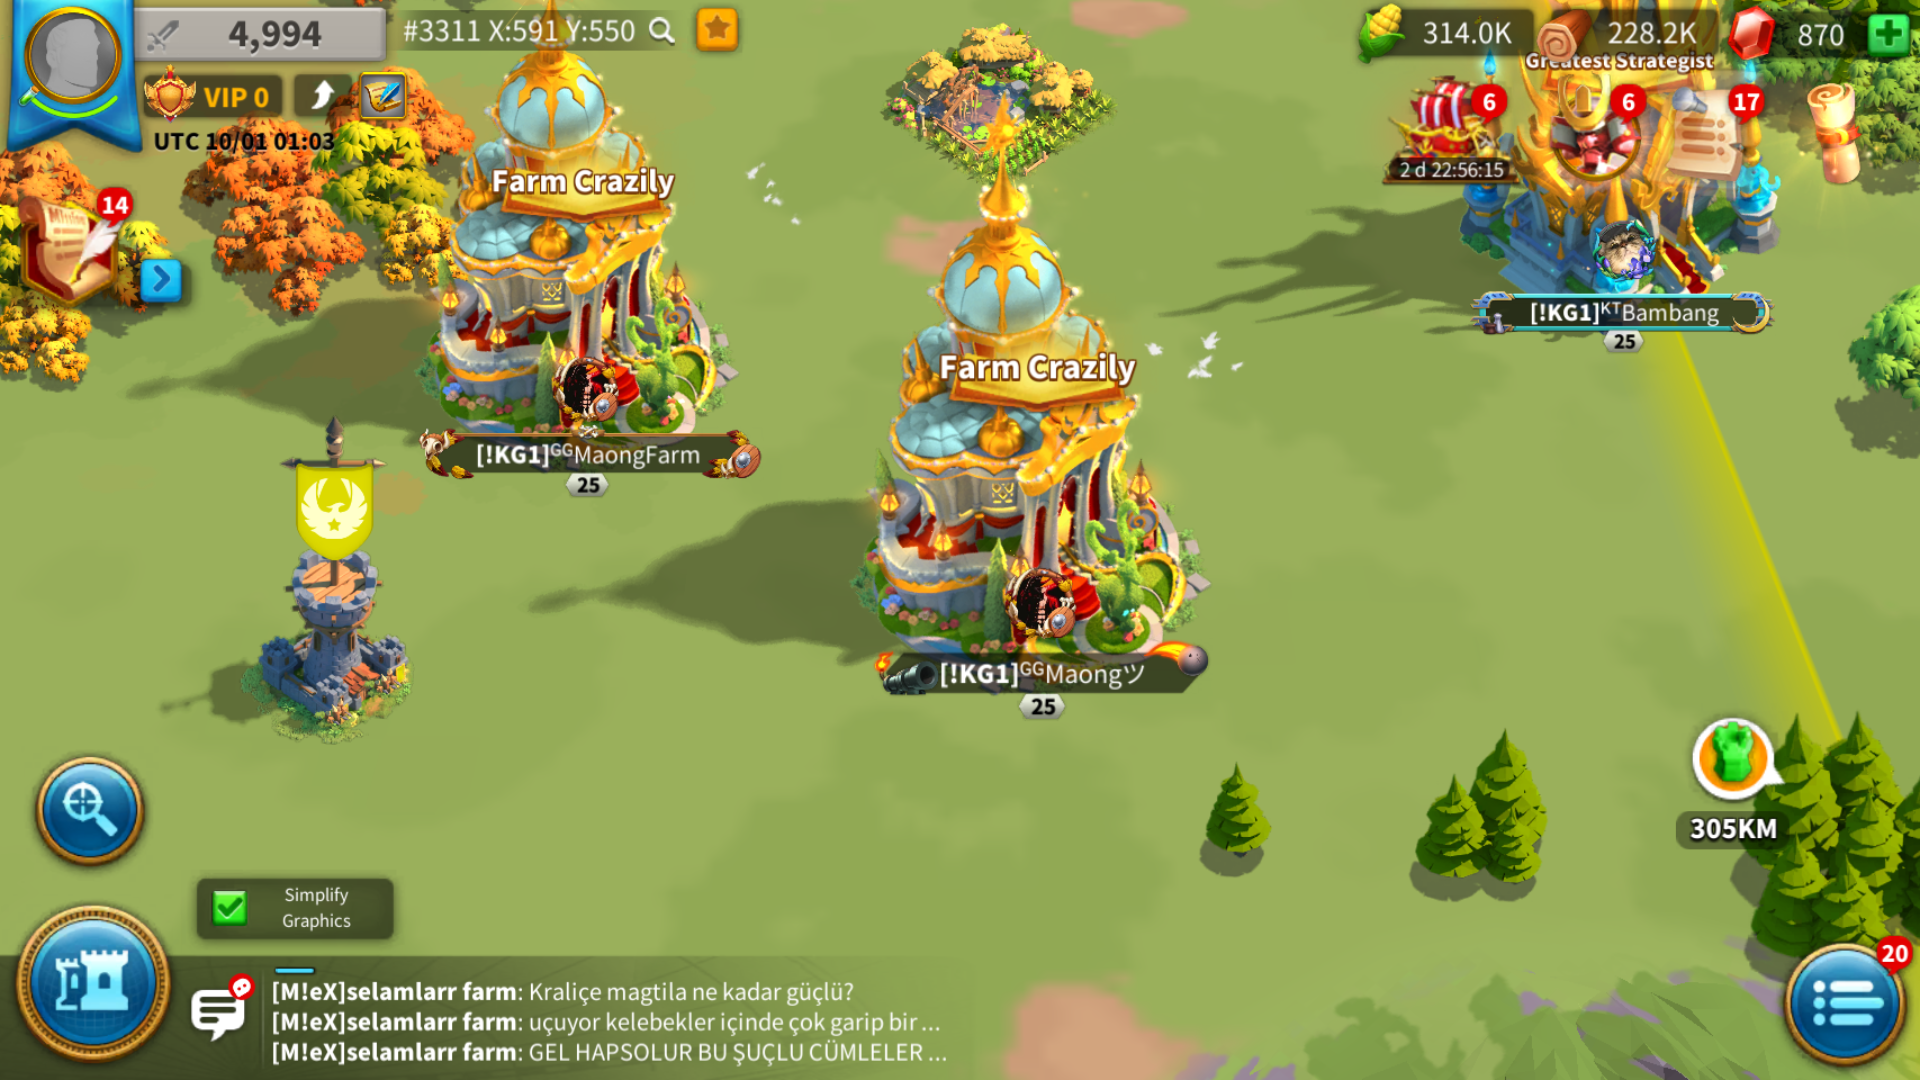 4,994
#3311 X:591 Y:550
314.0K
228.2K
870
Greatest Strategist
VIP 0
UTC 10/01 01:03
6
6
17
2 d 22:56:15
Mission
14
Farm Crazily
[!KG1]ᴳᴳMaongFarm
25
Farm Crazily
[!KG1]ᴳᴳMaongツ
25
[!KG1]ᴷᵀBambang
25
305KM
Simplify
Graphics
20
[M!eX]selamlarr farm: Kraliçe magtila ne kadar güçlü?
[M!eX]selamlarr farm: uçuyor kelebekler içinde çok garip bir ...
[M!eX]selamlarr farm: GEL HAPSOLUR BU ŞUÇLU CÜMLELER ...